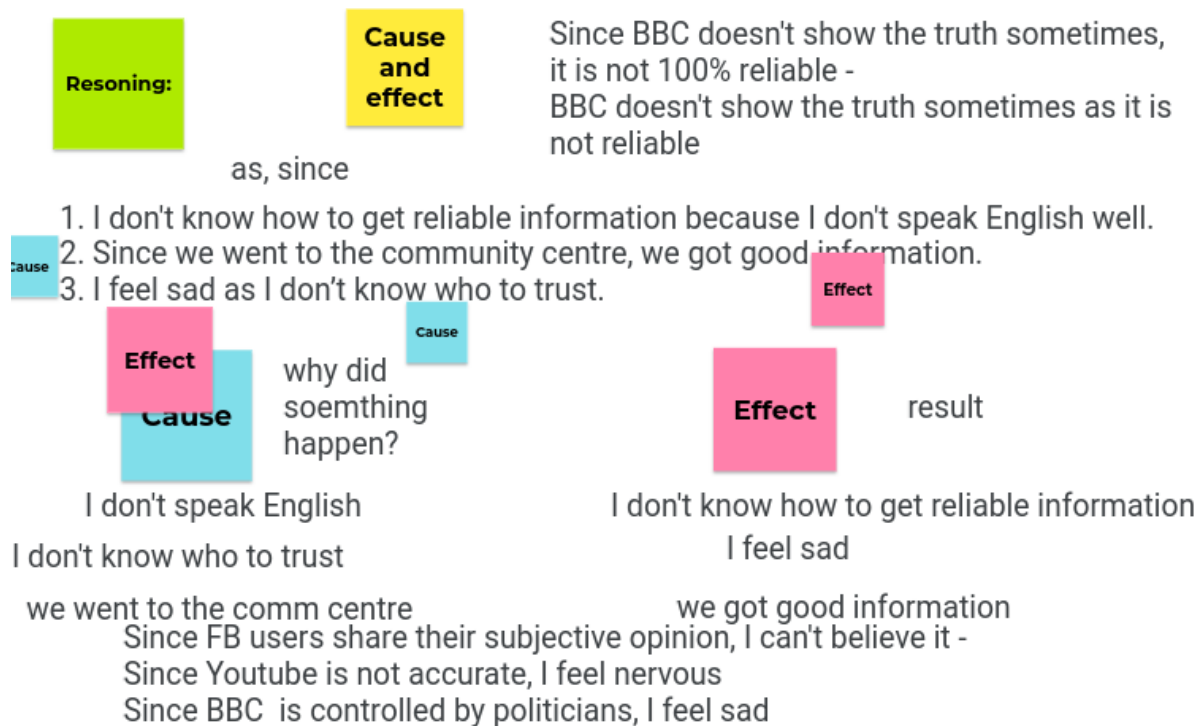 Resoning:
Cause
and
effect
Since BBC doesn't show the truth sometimes,
it is not 100% reliable -
BBC doesn't show the truth sometimes as it is
not reliable
as, since
1. I don't know how to get reliable information because I don't speak English well.
Cause
2. Since we went to the community centre, we got good information.
3. I feel sad as I don’t know who to trust.
Effect
Cause
Effect
Cause
why did
soemthing
happen?
Effect
result
I don't speak English
I don't know how to get reliable information
I don't know who to trust
I feel sad
we went to the comm centre
we got good information
Since FB users share their subjective opinion, I can't believe it -
Since Youtube is not accurate, I feel nervous
Since BBC  is controlled by politicians, I feel sad